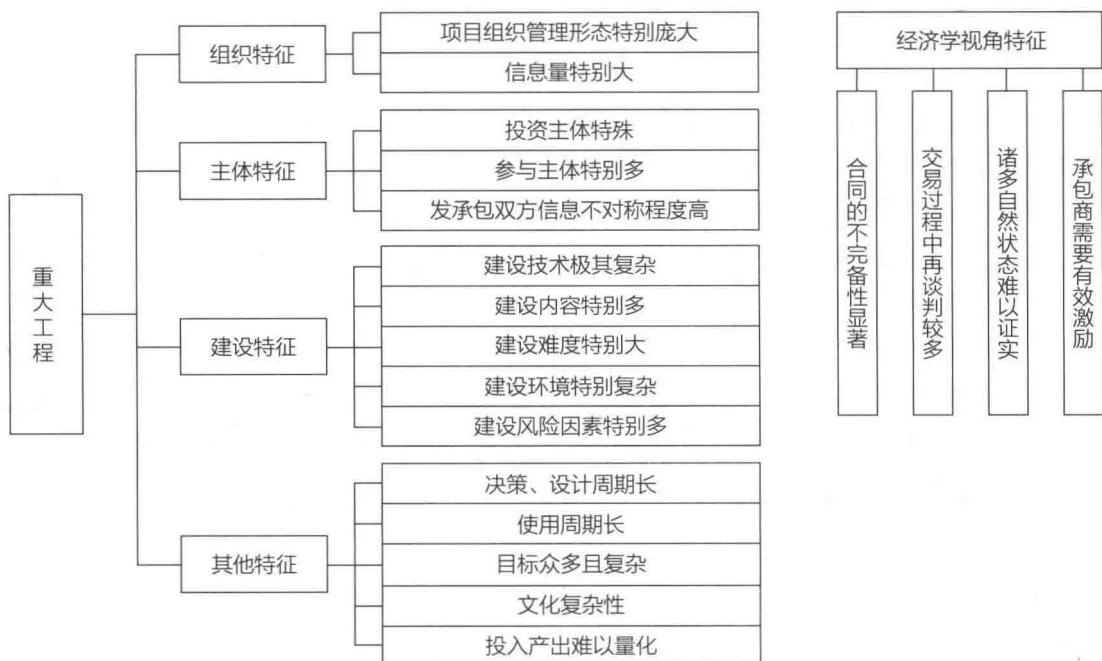 重大工程
组织特征
项目组织管理形态特别庞大
信息量特别大
主体特征
投资主体特殊
参与主体特别多
发承包双方信息不对称程度高
建设特征
建设技术极其复杂
建设内容特别多
建设难度特别大
建设环境特别复杂
建设风险因素特别多
其他特征
决策、设计周期长
使用周期长
目标众多且复杂
文化复杂性
投入产出难以量化
经济学视角特征
合同的不完备性显著
交易过程中再谈判较多
诸多自然状态难以证实
承包商需要有效激励